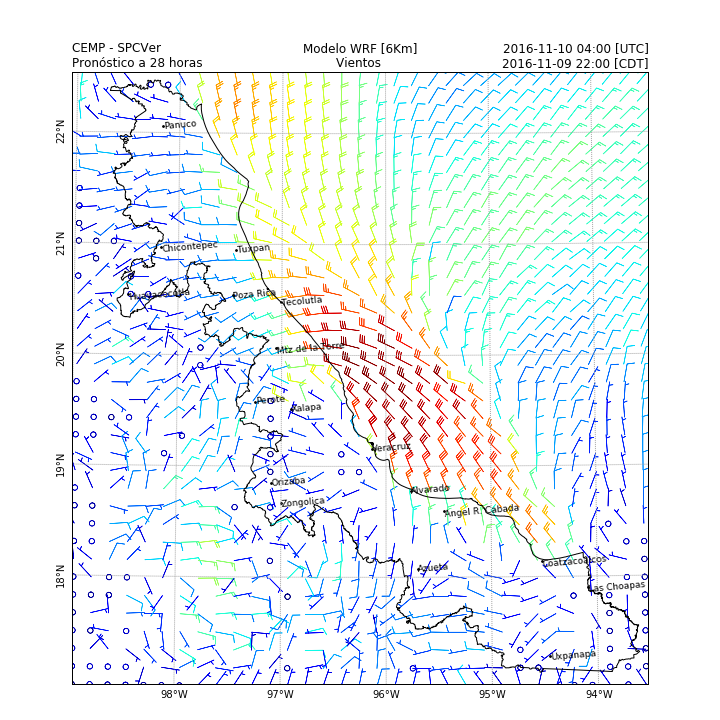 CEMP - SPCVer Modelo WRF [6Km] 2016-11-10 04:00 [UTC]
Pronóstico a 28 horas Vientos 2016-11-09 22:00 [CDT]
22°N
Panuco
21°N
Chicontepec
Tuxpan
Huayacocotla
Poza Rica
Tecolutla
20°N
Mtz de la Torre
Perote
Xalapa
Veracruz
19°N
Orizaba
Alvarado
Zongolica
Angel R. Cabada
18°N
Azueta
Coatzacoalcos
Las Choapas
Uxpanapa
98°W 97°W 96°W 95°W 94°W